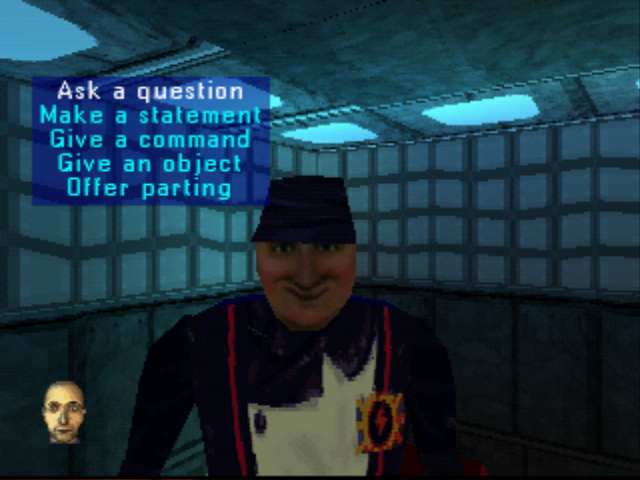 Ask a question
Make a statement
Give a command
Give an object
Offer parting